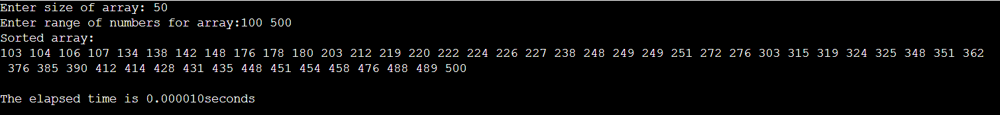 Enter size of array: 50
Enter range of numbers for array:100 500
Sorted array:
103 104 106 107 134 138 142 148 176 178 180 203 212 219 220 222 224 226 227 238 248 249 249 251 272 276 303 315 319 324 325 348 351 362
376 385 390 412 414 428 431 435 448 451 454 458 476 488 489 500
The elapsed time is 0.000010seconds